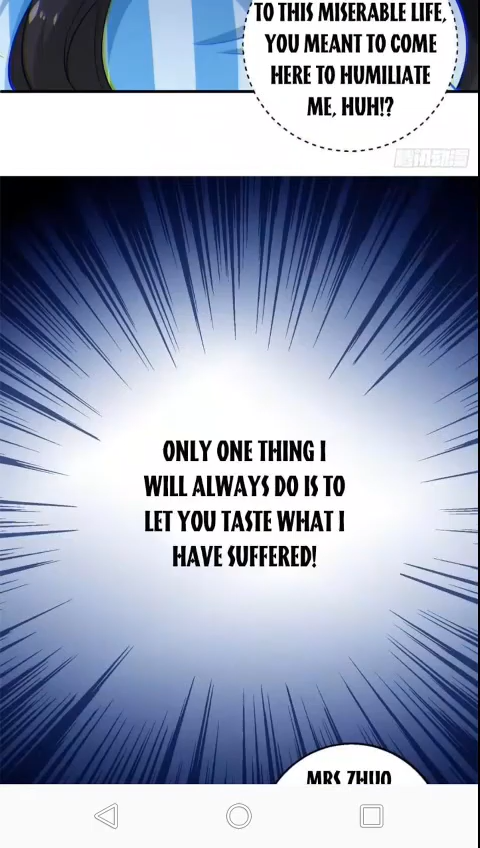 TO THIS MISERABLE LIFE,
YOU MEANT TO COME
HERE TO HUMILIATE
ME, HUH!?
ONLY ONE THING I
WILL ALWAYS DO IS TO
LET YOU TASTE WHAT I
HAVE SUFFERED!
MRS ZHUO